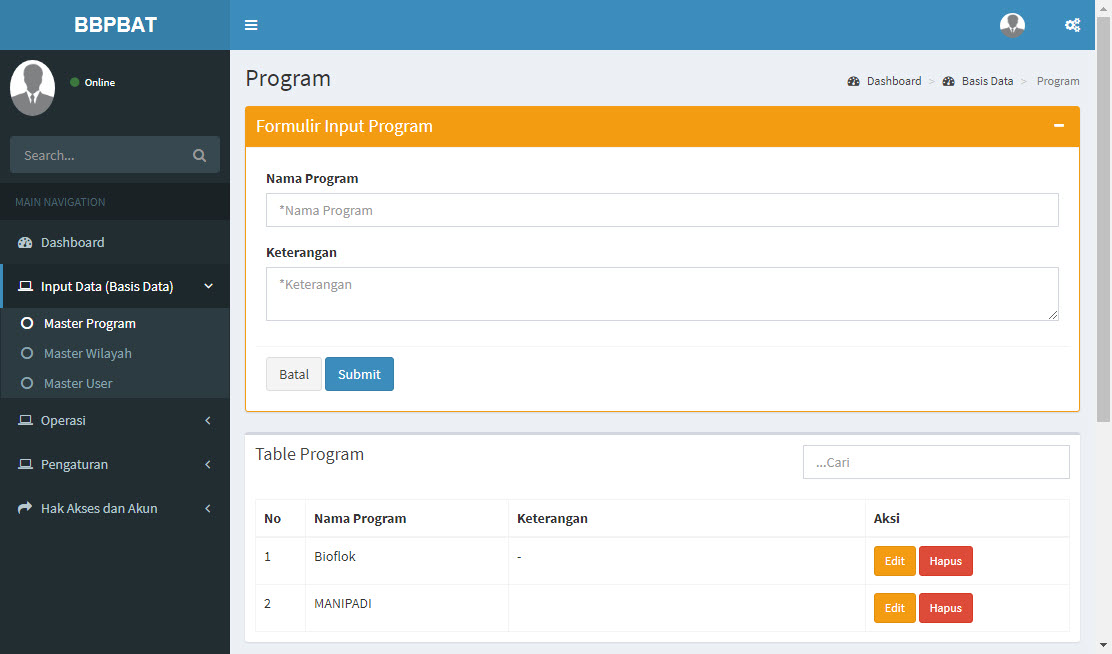 BBPBAT
Online
Search...
MAIN NAVIGATION
Dashboard
Input Data (Basis Data)
Master Program
Master Wilayah
Master User
Operasi
Pengaturan
Hak Akses dan Akun
Program
Dashboard > Basis Data > Program
Formulir Input Program
Nama Program
*Nama Program
Keterangan
*Keterangan
Batal Submit
Table Program
...Cari
No Nama Program Keterangan Aksi
1 Bioflok - Edit Hapus
2 MANIPADI Edit Hapus